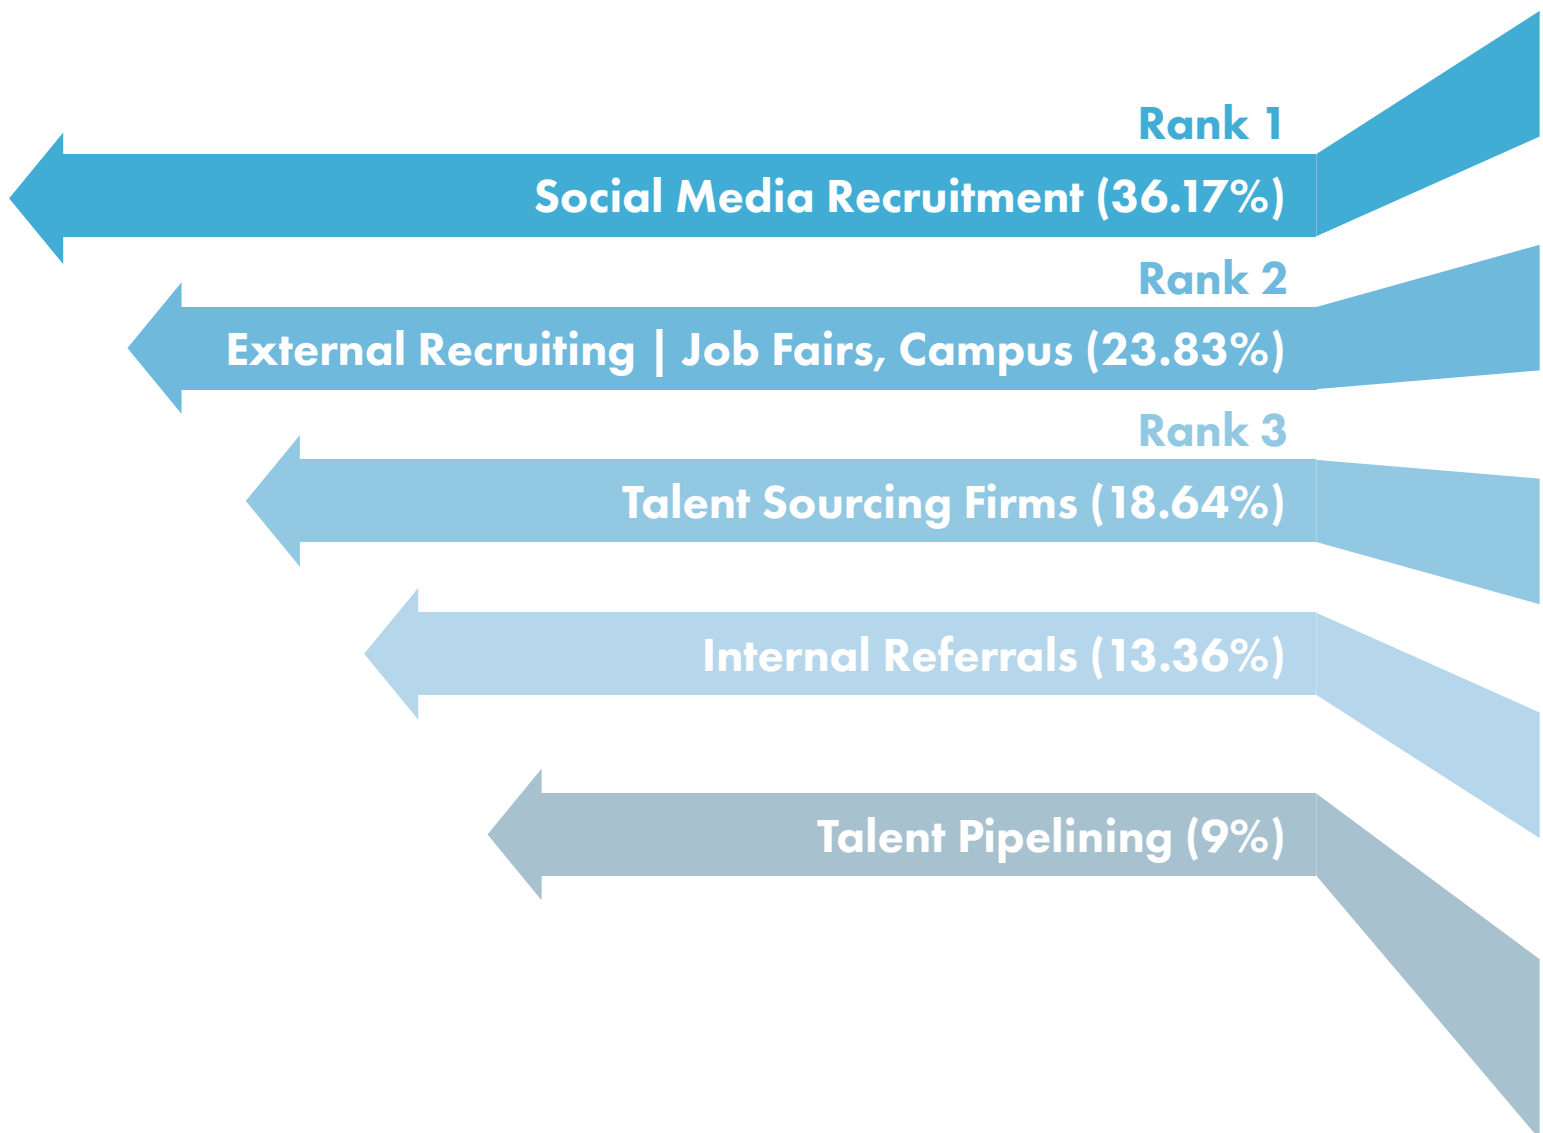 Rank 1
Social Media Recruitment (36.17%)
Rank 2
External Recruiting | Job Fairs, Campus (23.83%)
Rank 3
Talent Sourcing Firms (18.64%)
Internal Referrals (13.36%)
Talent Pipelining (9%)